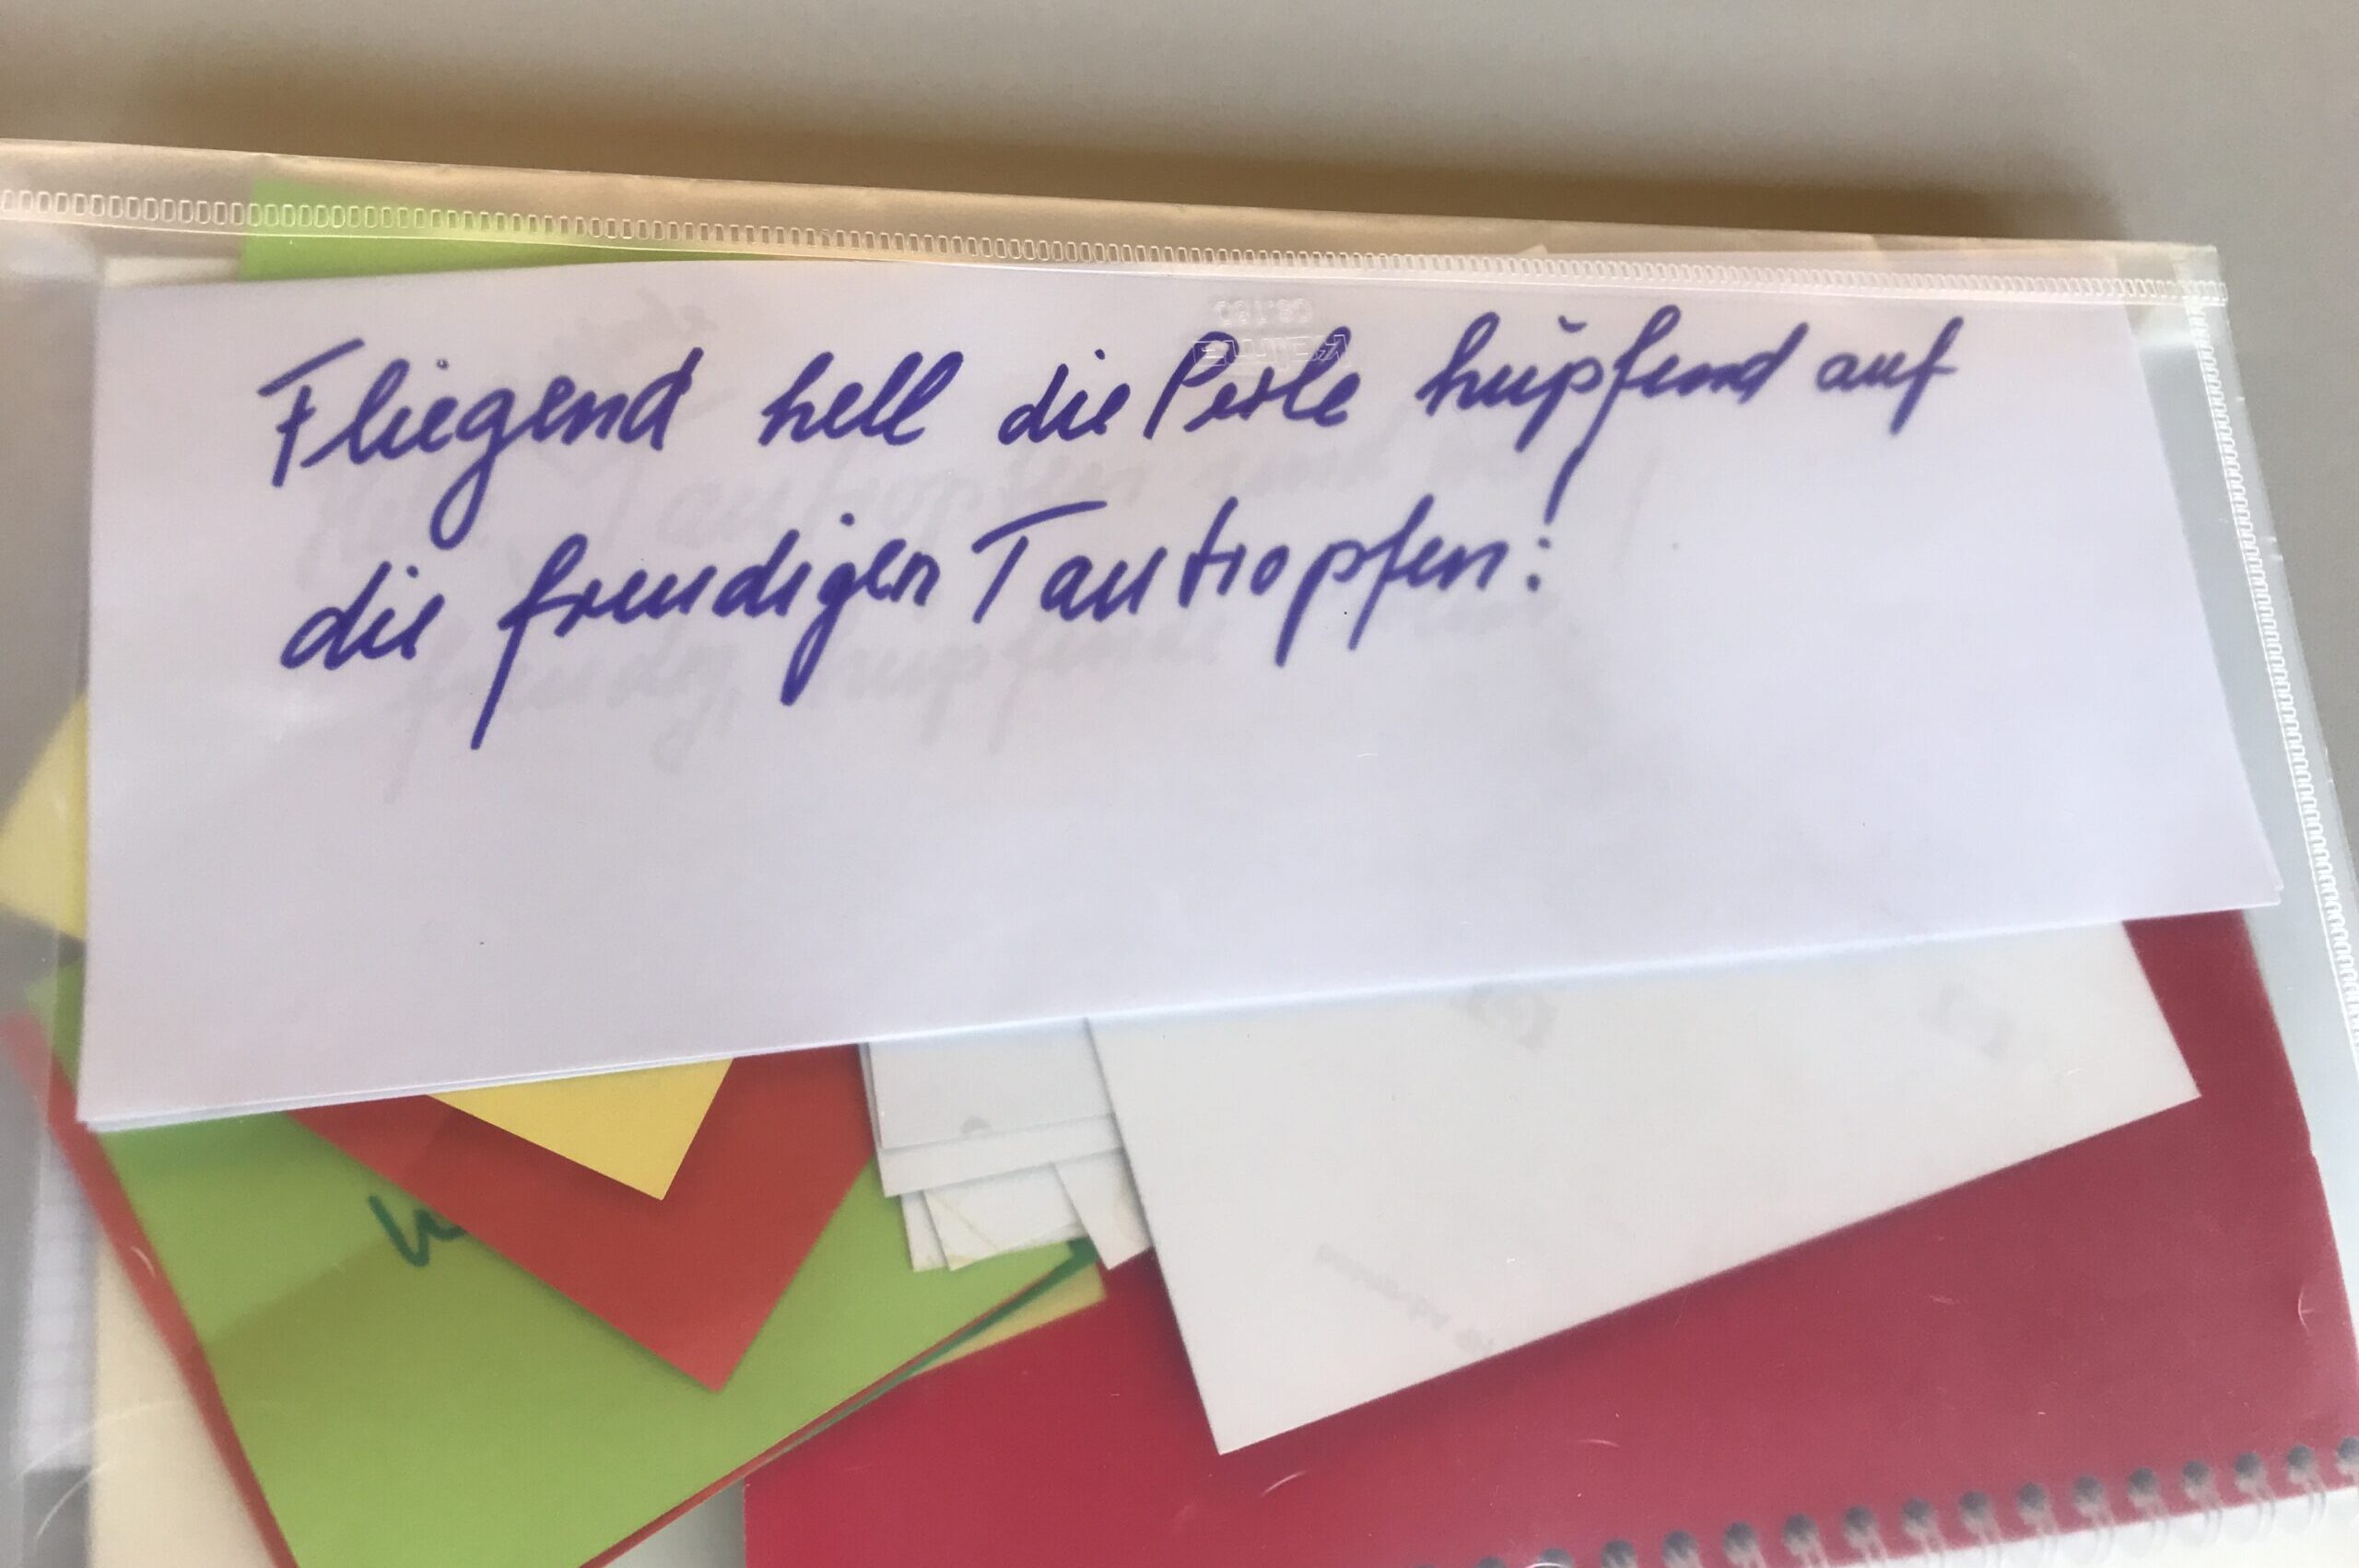 Fliegend hell die Perle hüpfend auf
die freudigen Tautropfen!